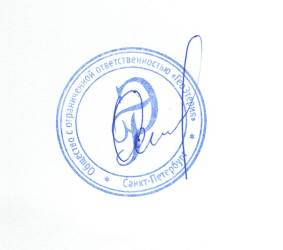 Общество с ограниченной ответственностью
* Санкт-Петербург *